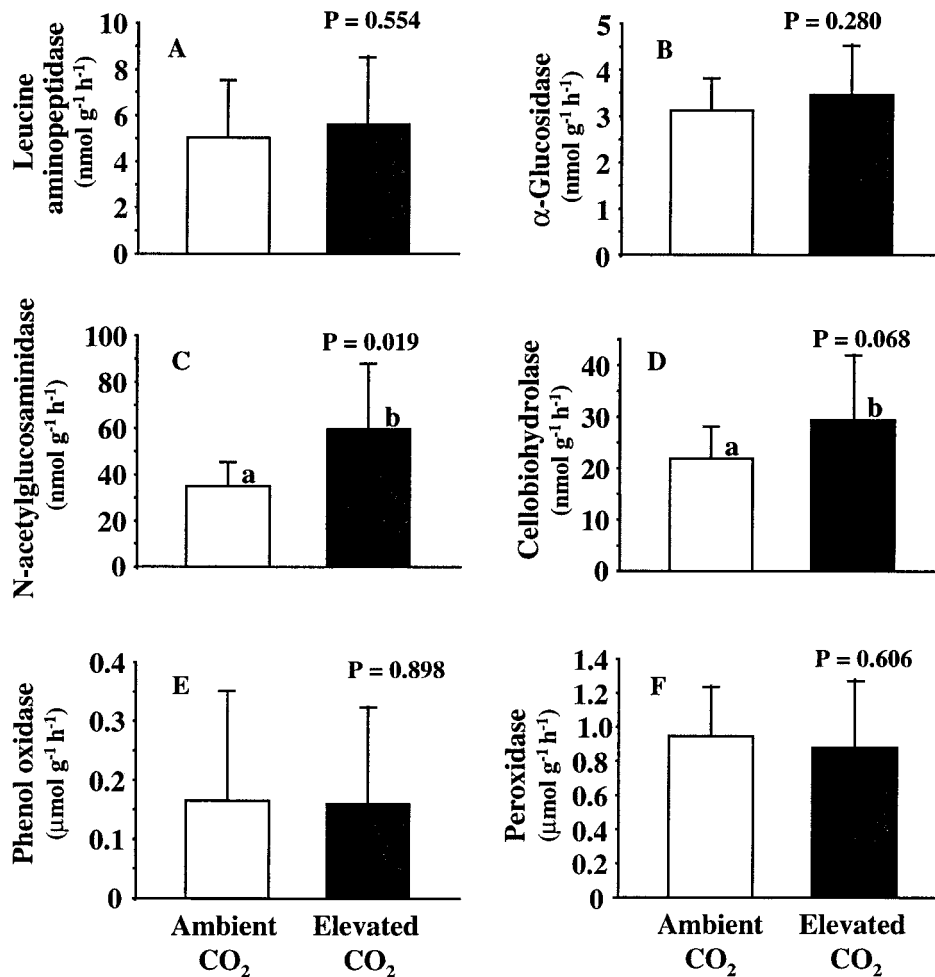 Leucine
aminopeptidase
(nmol g⁻¹ h⁻¹)
10
8
6
4
2
0
A
P = 0.554
α-Glucosidase
(nmol g⁻¹ h⁻¹)
5
4
3
2
1
0
B
P = 0.280
N-acetylglucosaminidase
(nmol g⁻¹ h⁻¹)
100
80
60
40
20
0
C
P = 0.019
a
b
Cellobiohydrolase
(nmol g⁻¹ h⁻¹)
40
30
20
10
0
D
P = 0.068
a
b
Phenol oxidase
(μmol g⁻¹ h⁻¹)
0.4
0.3
0.2
0.1
0
E
P = 0.898
Ambient
CO₂
Elevated
CO₂
Peroxidase
(μmol g⁻¹ h⁻¹)
1.4
1.2
1.0
0.8
0.6
0.4
0.2
0
F
P = 0.606
Ambient
CO₂
Elevated
CO₂